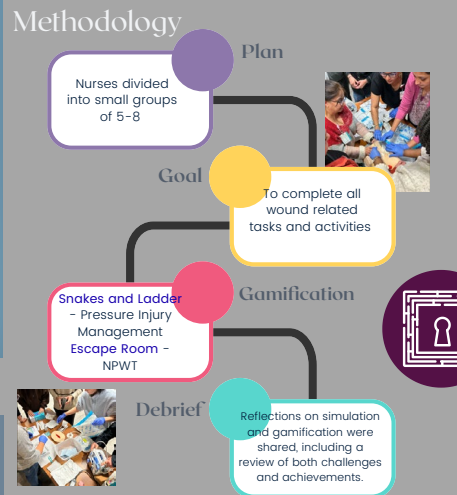 Methodology
Plan
Nurses divided
into small groups
of 5-8
Goal
To complete all
wound related
tasks and activities
Gamification
Snakes and Ladder
- Pressure Injury
Management
Escape Room -
NPWT
Debrief
Reflections on simulation
and gamification were
shared, including a
review of both challenges
and achievements.